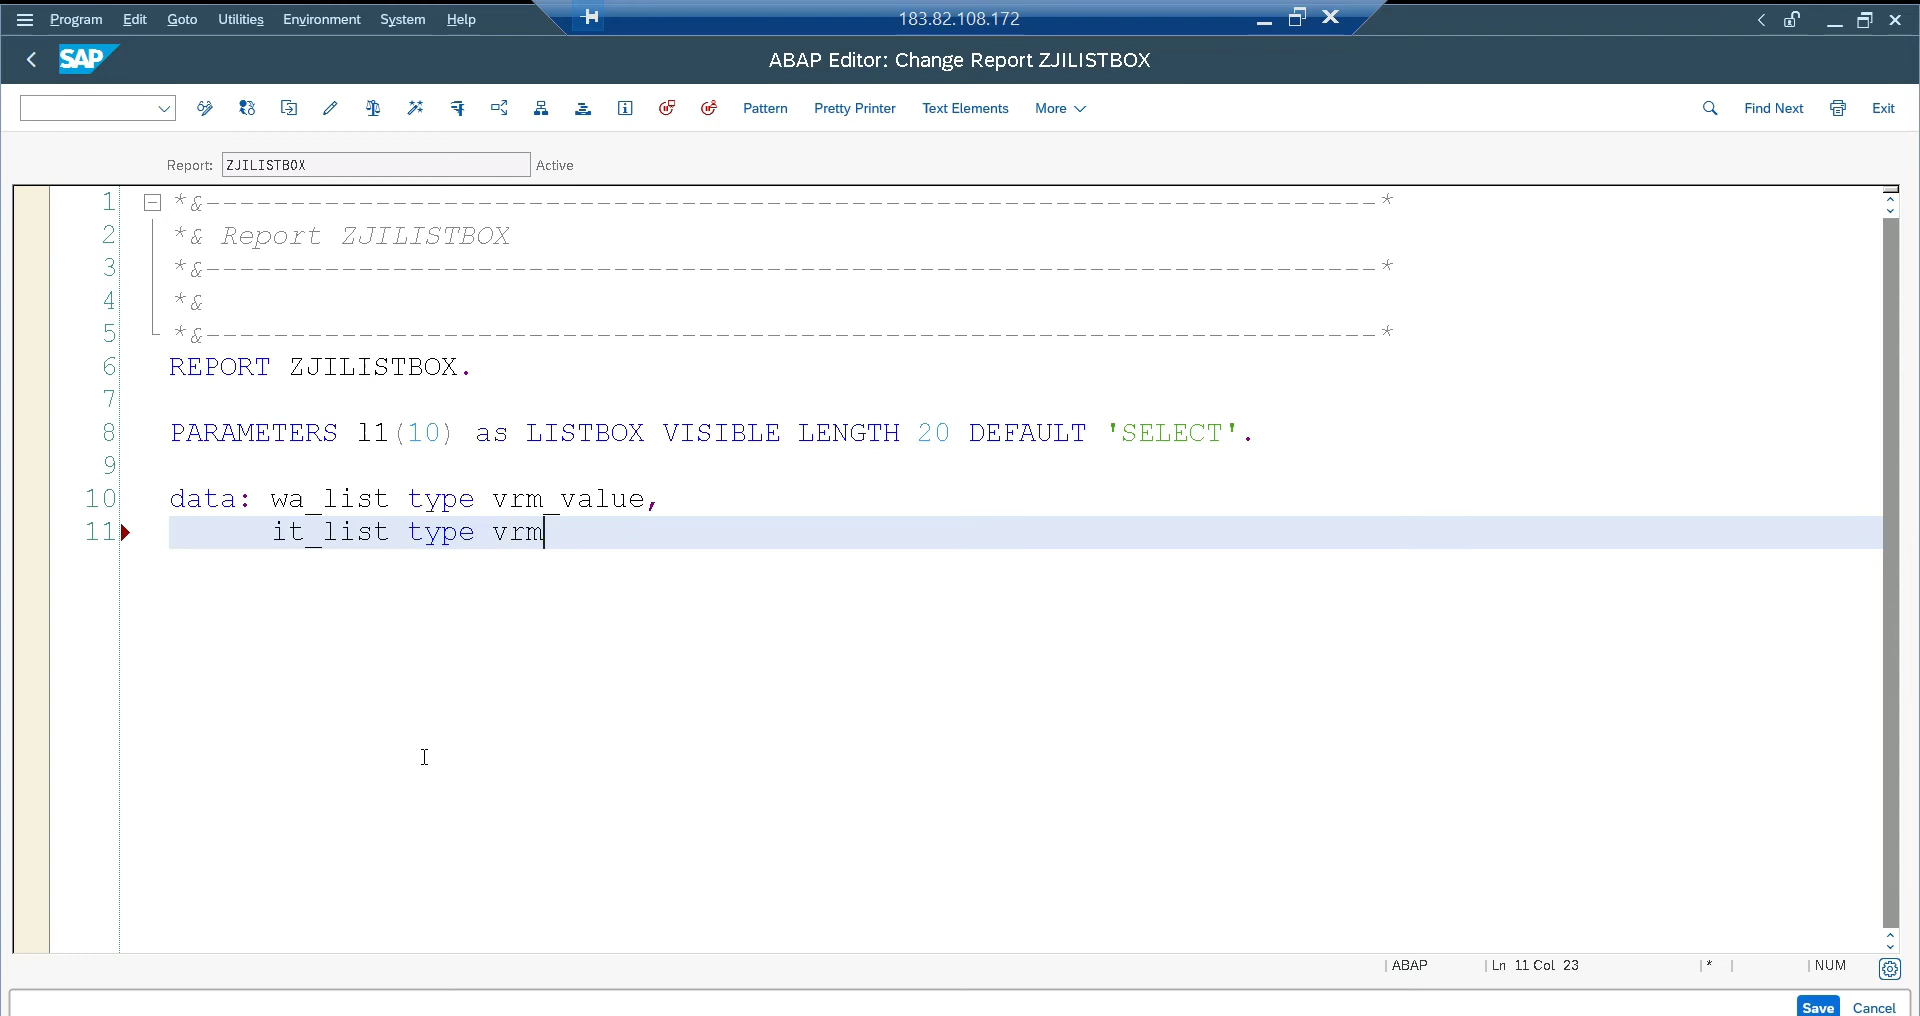 Program Edit Goto Utilities Environment System Help 183.82.108.172
SAP ABAP Editor: Change Report ZJILISTBOX
Pattern Pretty Printer Text Elements More Find Next Exit
Report: ZJILISTBOX Active
1 *&---------------------------------------------------------------------*
2 *& Report ZJILISTBOX
3 *&---------------------------------------------------------------------*
4 *&
5 *&---------------------------------------------------------------------*
6 REPORT ZJILISTBOX.
7
8 PARAMETERS l1(10) as LISTBOX VISIBLE LENGTH 20 DEFAULT 'SELECT'.
9
10 data: wa_list type vrm_value,
11 it_list type vrm
ABAP Ln 11 Col 23 * NUM
Save Cancel